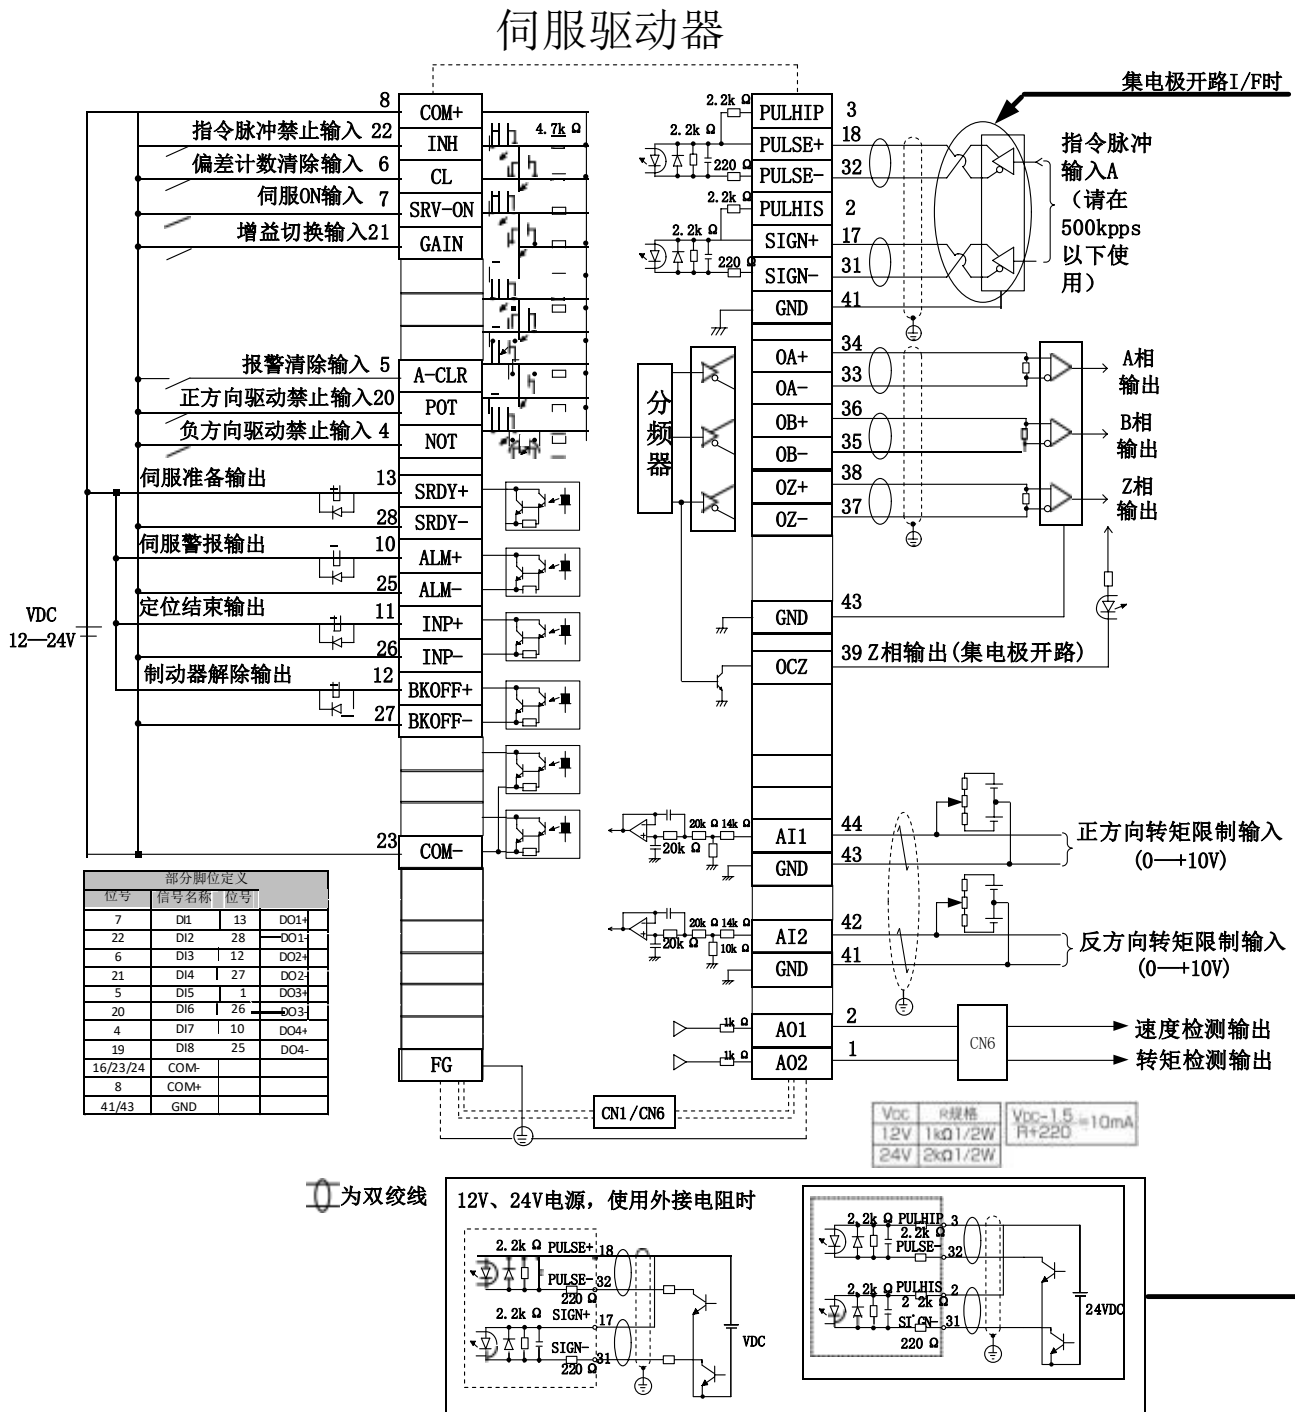 伺服驱动器
集电极开路I/F时
8 COM+
指令脉冲禁止输入 22 INH
4.7k Ω
偏差计数清除输入 6 CL
伺服ON输入 7 SRV-ON
增益切换输入21 GAIN
报警清除输入 5 A-CLR
正方向驱动禁止输入20 POT
负方向驱动禁止输入 4 NOT
伺服准备输出 13 SRDY+
28 SRDY-
伺服警报输出 10 ALM+
25 ALM-
定位结束输出 11 INP+
26 INP-
制动器解除输出 12 BKOFF+
27 BKOFF-
23 COM-
FG
VDC
12—24V
2.2k Ω PULHIP 3
2.2k Ω PULSE+ 18
220 Ω PULSE- 32
2.2k Ω PULHIS 2
2.2k Ω SIGN+ 17
220 Ω SIGN- 31
GND 41
指令脉冲
输入A
（请在
500kpps
以下使
用）
分
频
器
OA+ 34
OA- 33
OB+ 36
OB- 35
OZ+ 38
OZ- 37
A相
输出
B相
输出
Z相
输出
GND 43
OCZ 39 Z相输出(集电极开路)
20k Ω 14k Ω AI1 44
20k Ω GND 43
正方向转矩限制输入
(0—+10V)
20k Ω 14k Ω AI2 42
20k Ω 10k Ω GND 41
反方向转矩限制输入
(0—+10V)
1k Ω AO1 2
1k Ω AO2 1
CN6
速度检测输出
转矩检测输出
CN1/CN6
部分脚位定义
位号 信号名称 位号
7 DI1 13 DO1+
22 DI2 28 DO1-
6 DI3 12 DO2+
21 DI4 27 DO2-
5 DI5 1 DO3+
20 DI6 26 DO3-
4 DI7 10 DO4+
19 DI8 25 DO4-
16/23/24 COM-
8 COM+
41/43 GND
VDC R规格
12V 1kΩ1/2W
24V 2kΩ1/2W
VDC-1.5
R+220
=10mA
为双绞线
12V、24V电源，使用外接电阻时
2.2k Ω PULSE+ 18
PULSE- 32
220 Ω
2.2k Ω SIGN+ 17
SIGN- 31
220 Ω
VDC
2.2k Ω PULHIP 3
2.2k Ω
PULSE- 32
2.2k Ω PULHIS 2
2 2k Ω
SIGN- 31
220 Ω
24VDC